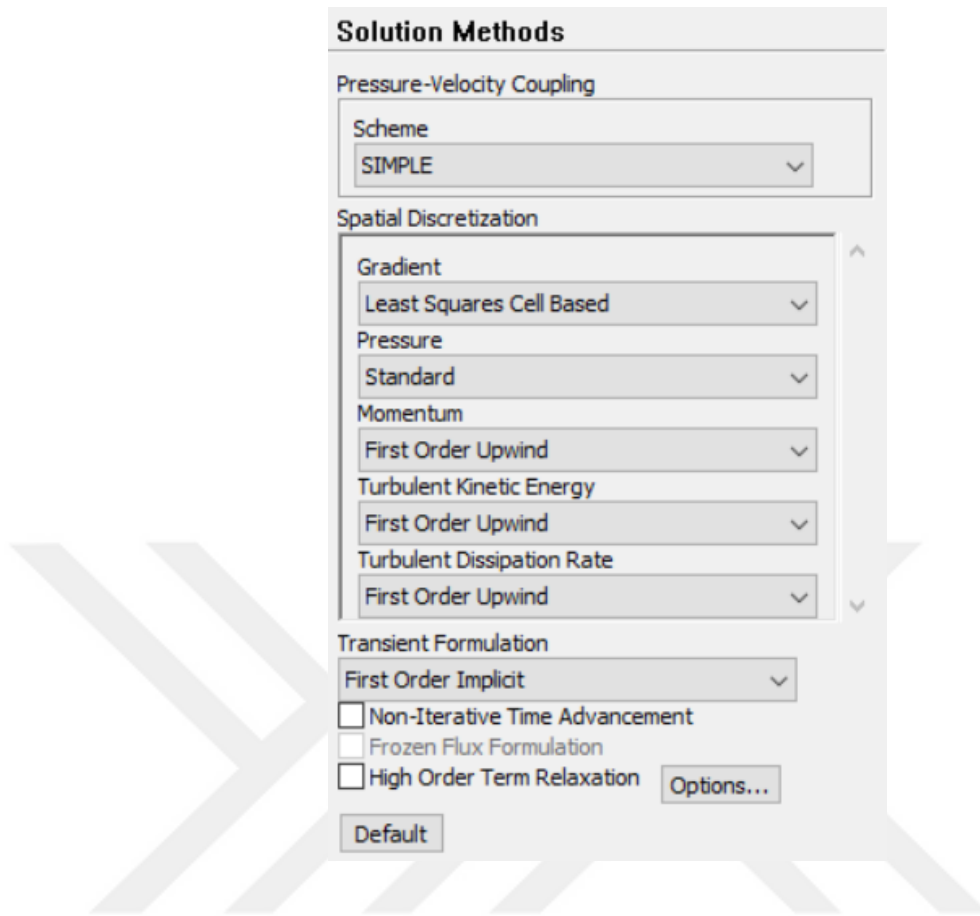 Solution Methods
Pressure-Velocity Coupling
Scheme
SIMPLE
Spatial Discretization
Gradient
Least Squares Cell Based
Pressure
Standard
Momentum
First Order Upwind
Turbulent Kinetic Energy
First Order Upwind
Turbulent Dissipation Rate
First Order Upwind
Transient Formulation
First Order Implicit
Non-Iterative Time Advancement
Frozen Flux Formulation
High Order Term Relaxation Options...
Default